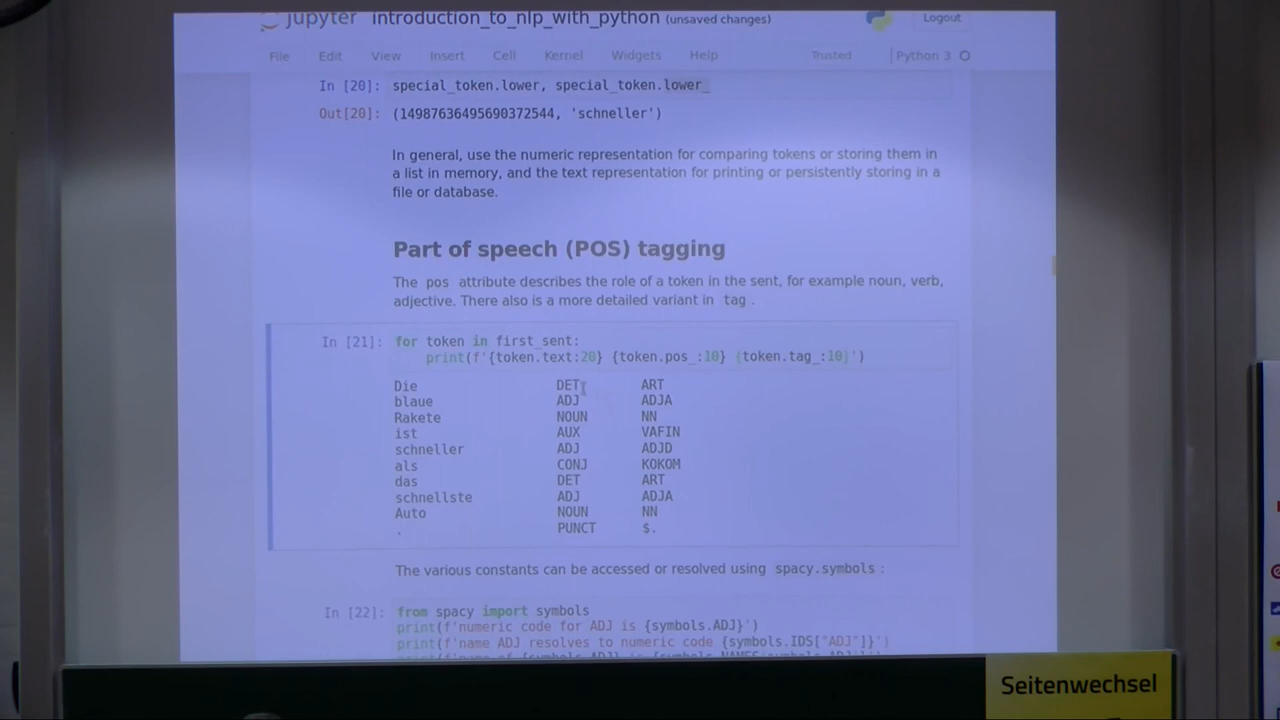 jupyter introduction_to_nlp_with_python (unsaved changes) Logout
File Edit View Insert Cell Kernel Widgets Help Trusted Python 3
In [20]: special_token.lower, special_token.lower_
Out[20]: (14987636495690372544, 'schneller')
In general, use the numeric representation for comparing tokens or storing them in
a list in memory, and the text representation for printing or persistently storing in a
file or database.
Part of speech (POS) tagging
The pos attribute describes the role of a token in the sent, for example noun, verb,
adjective. There also is a more detailed variant in tag .
In [21]: for token in first_sent:
print(f'{token.text:20} {token.pos_:10} {token.tag_:10}')
Die DET ART
blaue ADJ ADJA
Rakete NOUN NN
ist AUX VAFIN
schneller ADJ ADJD
als CONJ KOKOM
das DET ART
schnellste ADJ ADJA
Auto NOUN NN
. PUNCT $.
The various constants can be accessed or resolved using spacy.symbols :
In [22]: from spacy import symbols
print(f'numeric code for ADJ is {symbols.ADJ}')
print(f'name ADJ resolves to numeric code {symbols.IDS["ADJ"]}')
Seitenwechsel